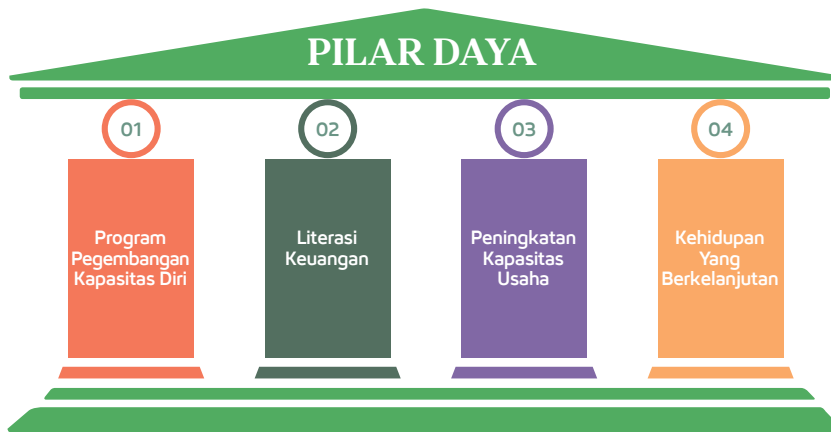 PILAR DAYA
01
Program
Pegembangan
Kapasitas Diri
02
Literasi
Keuangan
03
Peningkatan
Kapasitas
Usaha
04
Kehidupan
Yang
Berkelanjutan